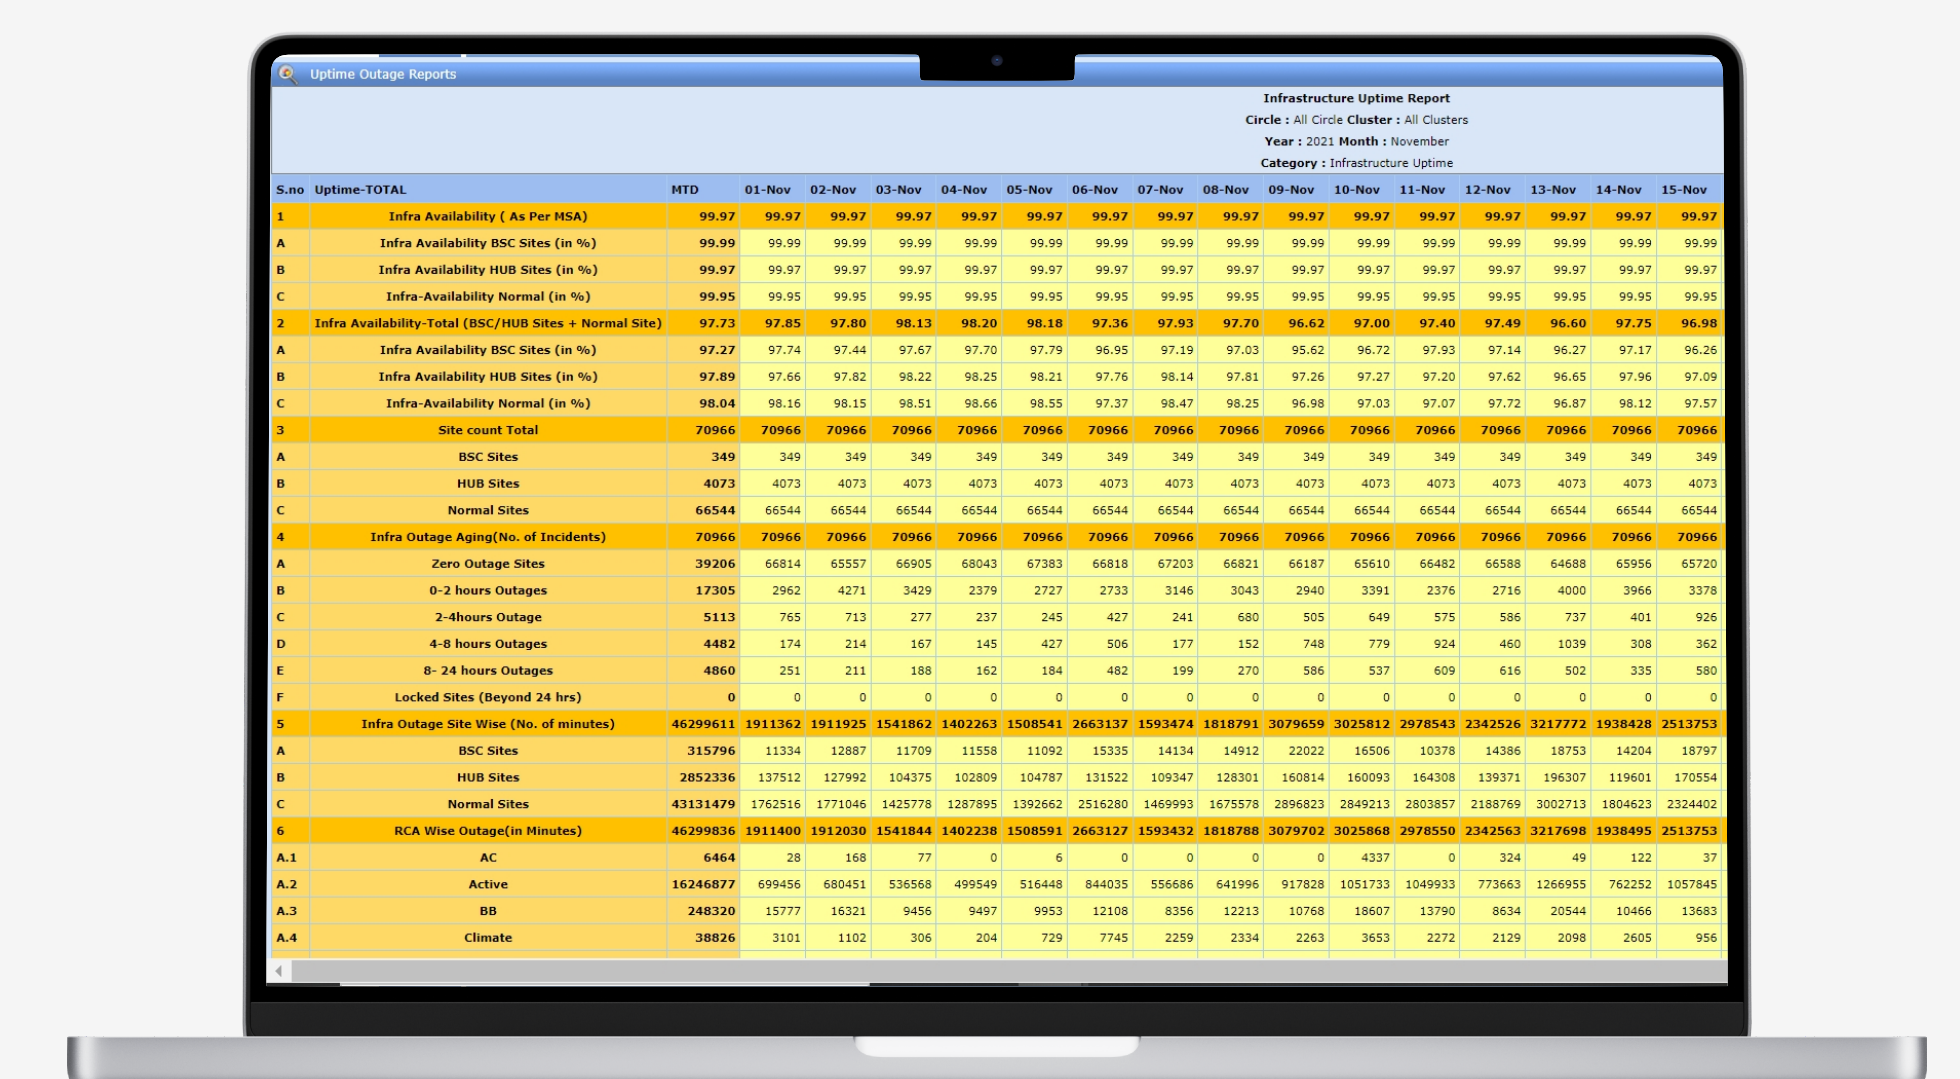 Uptime Outage Reports
Infrastructure Uptime Report
Circle : All Circle Cluster : All Clusters
Year : 2021 Month : November
Category : Infrastructure Uptime
S.no Uptime-TOTAL MTD 01-Nov 02-Nov 03-Nov 04-Nov 05-Nov 06-Nov 07-Nov 08-Nov 09-Nov 10-Nov 11-Nov 12-Nov 13-Nov 14-Nov 15-Nov
1 Infra Availability ( As Per MSA) 99.97 99.97 99.97 99.97 99.97 99.97 99.97 99.97 99.97 99.97 99.97 99.97 99.97 99.97 99.97 99.97
A Infra Availability BSC Sites (in %) 99.99 99.99 99.99 99.99 99.99 99.99 99.99 99.99 99.99 99.99 99.99 99.99 99.99 99.99 99.99 99.99
B Infra Availability HUB Sites (in %) 99.97 99.97 99.97 99.97 99.97 99.97 99.97 99.97 99.97 99.97 99.97 99.97 99.97 99.97 99.97 99.97
C Infra-Availability Normal (in %) 99.95 99.95 99.95 99.95 99.95 99.95 99.95 99.95 99.95 99.95 99.95 99.95 99.95 99.95 99.95 99.95
2 Infra Availability-Total (BSC/HUB Sites + Normal Site) 97.73 97.85 97.80 98.13 98.20 98.18 97.36 97.93 97.70 96.62 97.00 97.40 97.49 96.60 97.75 96.98
A Infra Availability BSC Sites (in %) 97.27 97.74 97.44 97.67 97.70 97.79 96.95 97.19 97.03 95.62 96.72 97.93 97.14 96.27 97.17 96.26
B Infra Availability HUB Sites (in %) 97.89 97.66 97.82 98.22 98.25 98.21 97.76 98.14 97.81 97.26 97.27 97.20 97.62 96.65 97.96 97.09
C Infra-Availability Normal (in %) 98.04 98.16 98.15 98.51 98.66 98.55 97.37 98.47 98.25 96.98 97.03 97.07 97.72 96.87 98.12 97.57
3 Site count Total 70966 70966 70966 70966 70966 70966 70966 70966 70966 70966 70966 70966 70966 70966 70966 70966
A BSC Sites 349 349 349 349 349 349 349 349 349 349 349 349 349 349 349 349
B HUB Sites 4073 4073 4073 4073 4073 4073 4073 4073 4073 4073 4073 4073 4073 4073 4073 4073
C Normal Sites 66544 66544 66544 66544 66544 66544 66544 66544 66544 66544 66544 66544 66544 66544 66544 66544
4 Infra Outage Aging(No. of Incidents) 70966 70966 70966 70966 70966 70966 70966 70966 70966 70966 70966 70966 70966 70966 70966 70966
A Zero Outage Sites 39206 66814 65557 66905 68043 67383 66818 67203 66821 66187 65610 66482 66588 64688 65956 65720
B 0-2 hours Outages 17305 2962 4271 3429 2379 2727 2733 3146 3043 2940 3391 2376 2716 4000 3966 3378
C 2-4hours Outage 5113 765 713 277 237 245 427 241 680 505 649 575 586 737 401 926
D 4-8 hours Outages 4482 174 214 167 145 427 506 177 152 748 779 924 460 1039 308 362
E 8- 24 hours Outages 4860 251 211 188 162 184 482 199 270 586 537 609 616 502 335 580
F Locked Sites (Beyond 24 hrs) 0 0 0 0 0 0 0 0 0 0 0 0 0 0 0 0
5 Infra Outage Site Wise (No. of minutes) 46299611 1911362 1911925 1541862 1402263 1508541 2663137 1593474 1818791 3079659 3025812 2978543 2342526 3217772 1938428 2513753
A BSC Sites 315796 11334 12887 11709 11558 11092 15335 14134 14912 22022 16506 10378 14386 18753 14204 18797
B HUB Sites 2852336 137512 127992 104375 102809 104787 131522 109347 128301 160814 160093 164308 139371 196307 119601 170554
C Normal Sites 43131479 1762516 1771046 1425778 1287895 1392662 2516280 1469993 1675578 2896823 2849213 2803857 2188769 3002713 1804623 2324402
6 RCA Wise Outage(in Minutes) 46299836 1911400 1912030 1541844 1402238 1508591 2663127 1593432 1818788 3079702 3025868 2978550 2342563 3217698 1938495 2513753
A.1 AC 6464 28 168 77 0 6 0 0 0 0 4337 0 324 49 122 37
A.2 Active 16246877 699456 680451 536568 499549 516448 844035 556686 641996 917828 1051733 1049933 773663 1266955 762252 1057845
A.3 BB 248320 15777 16321 9456 9497 9953 12108 8356 12213 10768 18607 13790 8634 20544 10466 13683
A.4 Climate 38826 3101 1102 306 204 729 7745 2259 2334 2263 3653 2272 2129 2098 2605 956